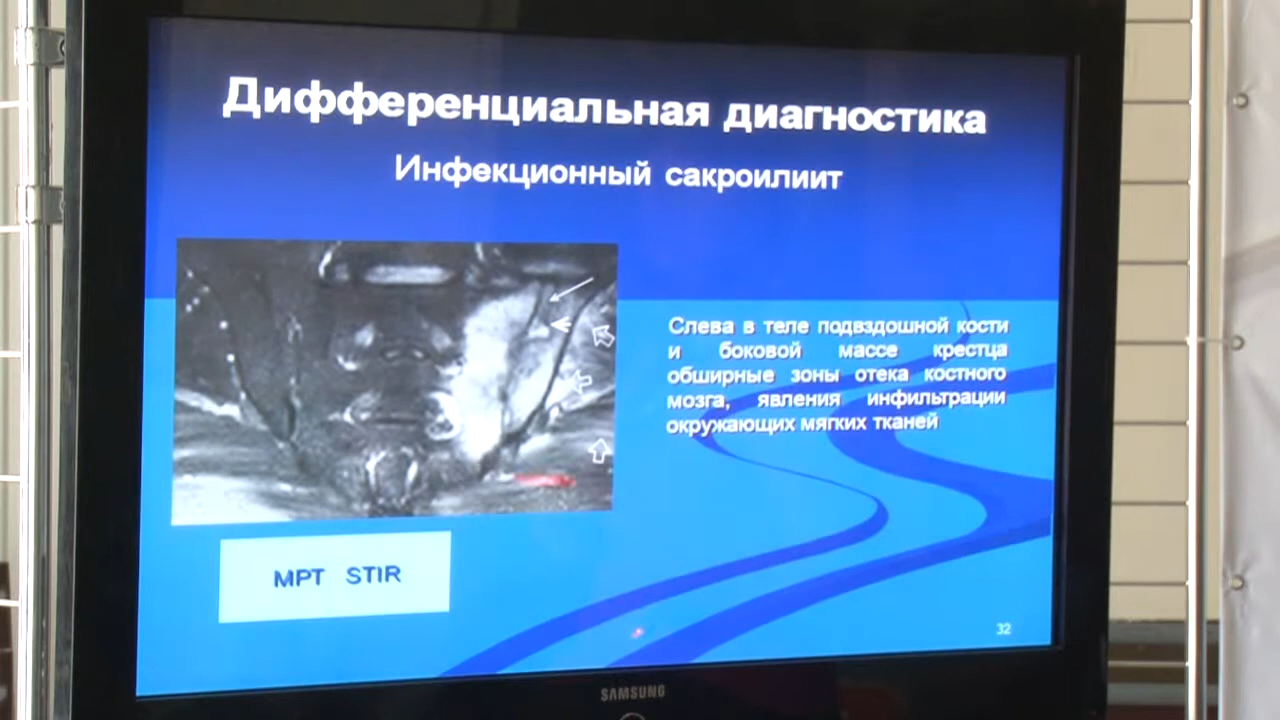 Дифференциальная диагностика
Инфекционный сакроилиит
Слева в теле подвздошной кости
и боковой массе крестца
обширные зоны отека костного
мозга, явления инфильтрации
окружающих мягких тканей
МРТ STIR
32
SAMSUNG